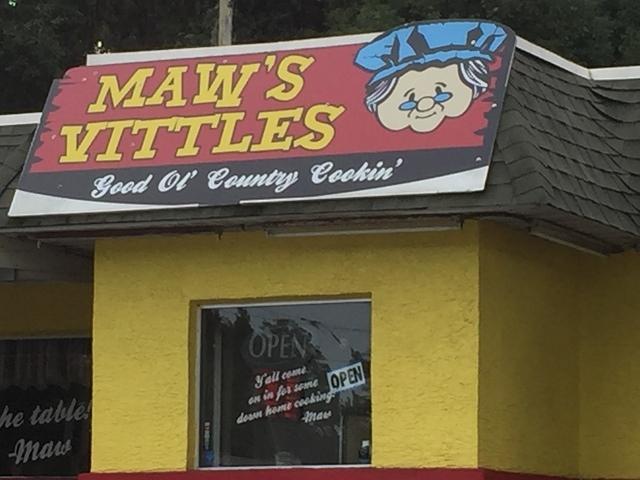 MAW'S
VITTLES
Good Ol' Country Cookin'
OPEN
Y'all come
on in for some
down home cooking.
-Maw
OPEN
he table!
-Maw